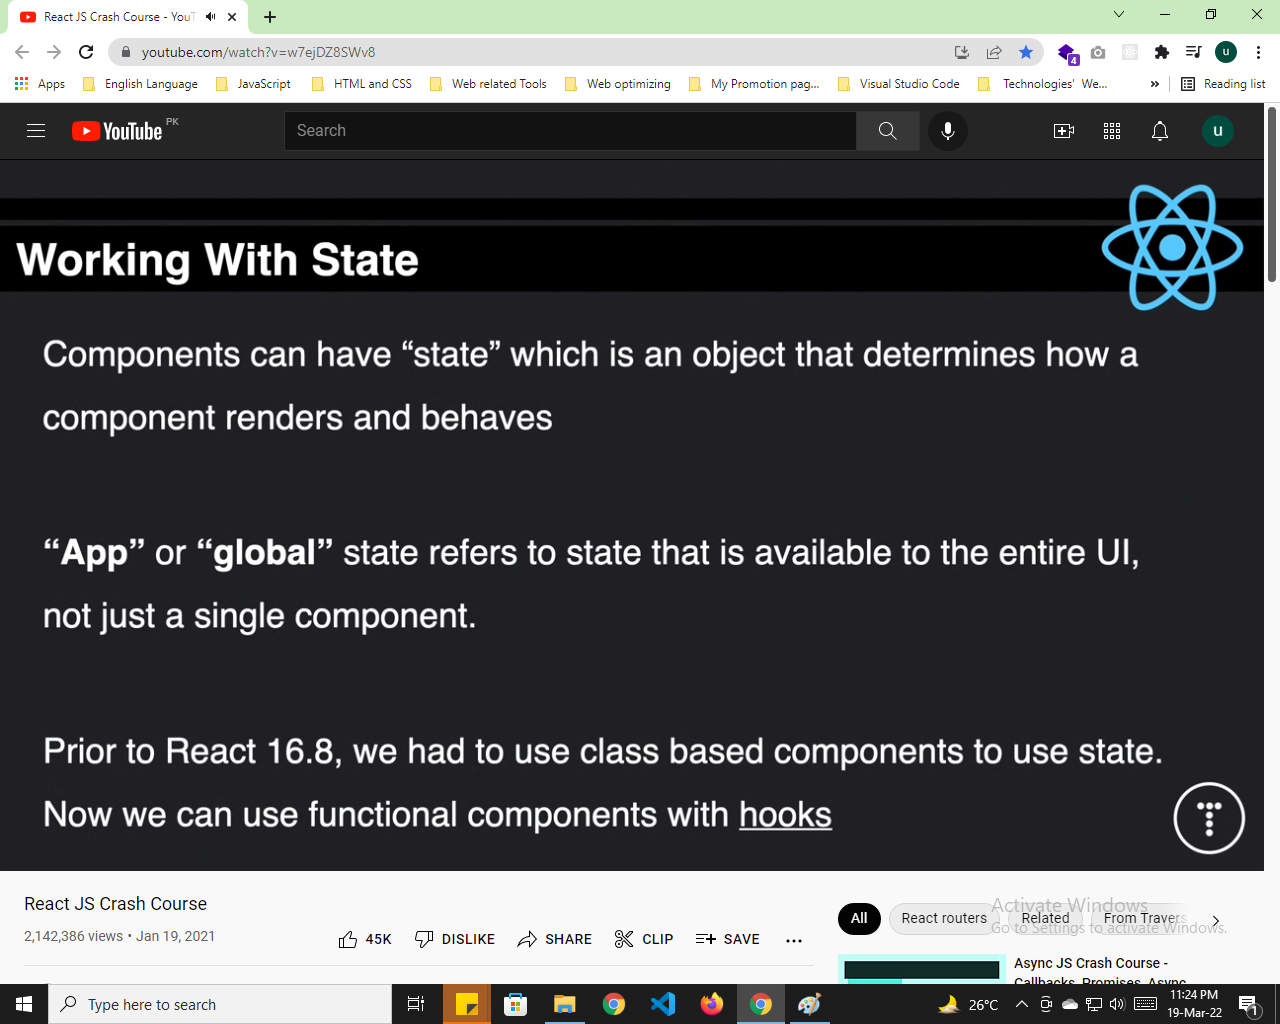 React JS Crash Course - YouT
youtube.com/watch?v=w7ejDZ8SWv8
4
u
Apps
English Language
JavaScript
HTML and CSS
Web related Tools
Web optimizing
My Promotion pag...
Visual Studio Code
Technologies' We...
»
Reading list
YouTube PK
Search
u
Working With State
Components can have “state” which is an object that determines how a
component renders and behaves
“App” or “global” state refers to state that is available to the entire UI,
not just a single component.
Prior to React 16.8, we had to use class based components to use state.
Now we can use functional components with hooks
React JS Crash Course
2,142,386 views • Jan 19, 2021
45K
DISLIKE
SHARE
CLIP
SAVE
...
All
React routers
Related
From Travers
Activate Windows
Go to Settings to activate Windows.
Async JS Crash Course -
Callbacks, Promises, Async
Type here to search
26°C
11:24 PM
19-Mar-22
1